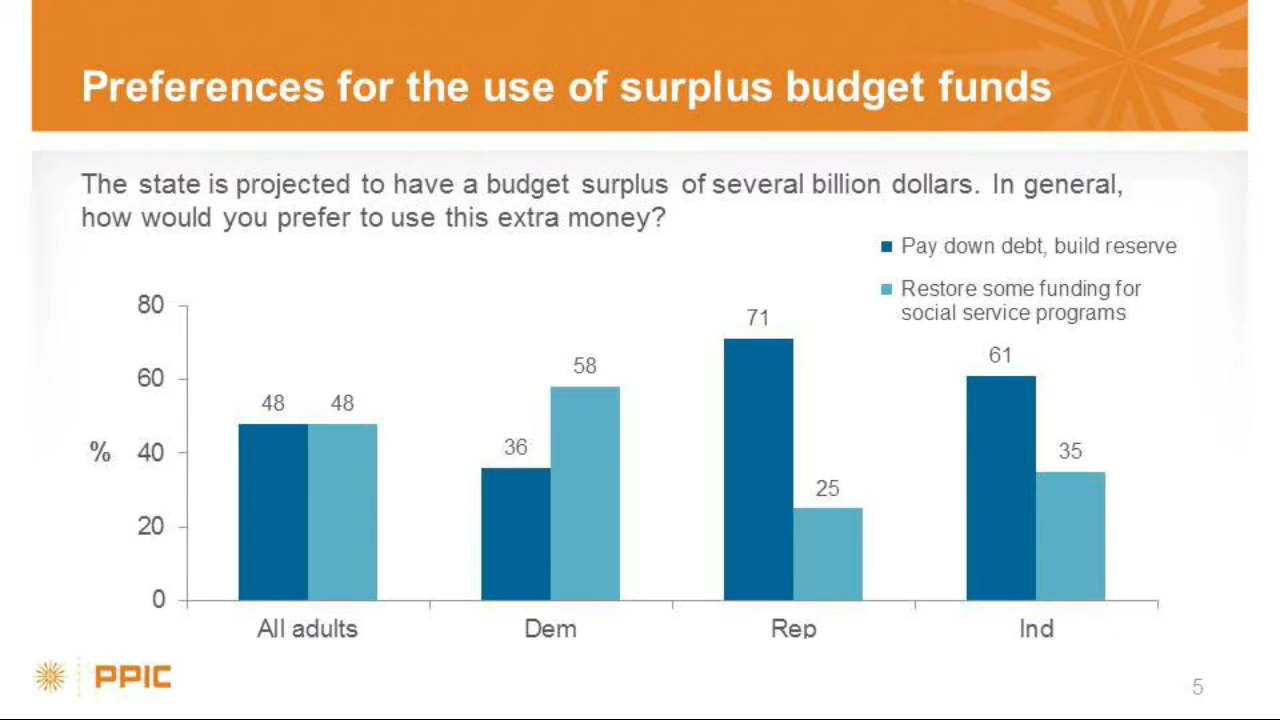 Preferences for the use of surplus budget funds
The state is projected to have a budget surplus of several billion dollars. In general,
how would you prefer to use this extra money?
Pay down debt, build reserve
Restore some funding for
social service programs
%
80
60
40
20
0
48
48
36
58
71
25
61
35
All adults
Dem
Rep
Ind
PPIC
5